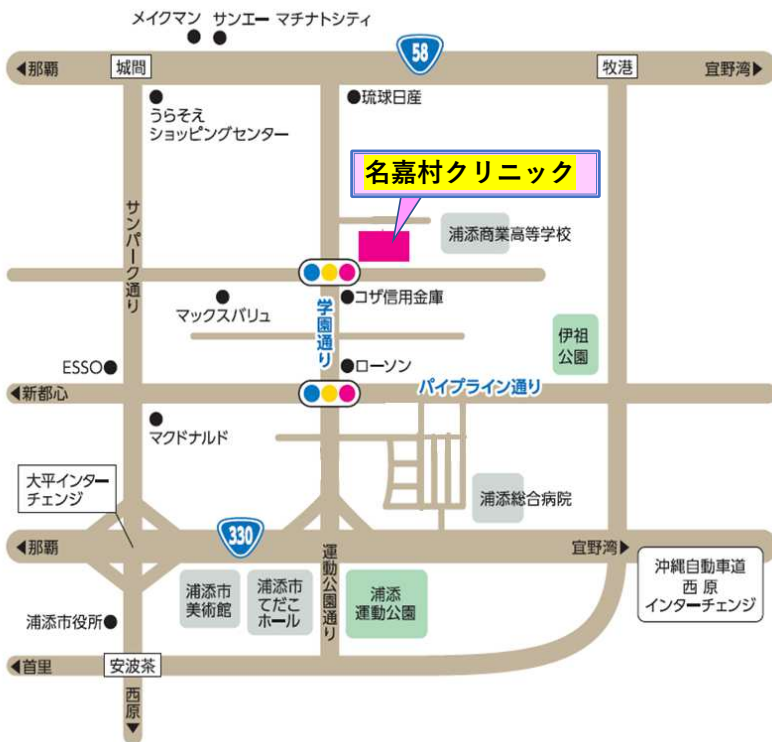 メイクマン サンエー マチナトシティ
58
◀那覇
城間
牧港
宜野湾▶
うらそえ
ショッピングセンター
琉球日産
名嘉村クリニック
サンパーク通り
浦添商業高等学校
マックスバリュ
コザ信用金庫
学園通り
伊祖
公園
ESSO
ローソン
◀新都心
パイプライン通り
マクドナルド
大平インター
チェンジ
浦添総合病院
330
◀那覇
宜野湾▶
沖縄自動車道
西 原
インターチェンジ
浦添市
美術館
浦添市
てだこ
ホール
運動公園通り
浦添
運動公園
浦添市役所
◀首里
安波茶
西原▼